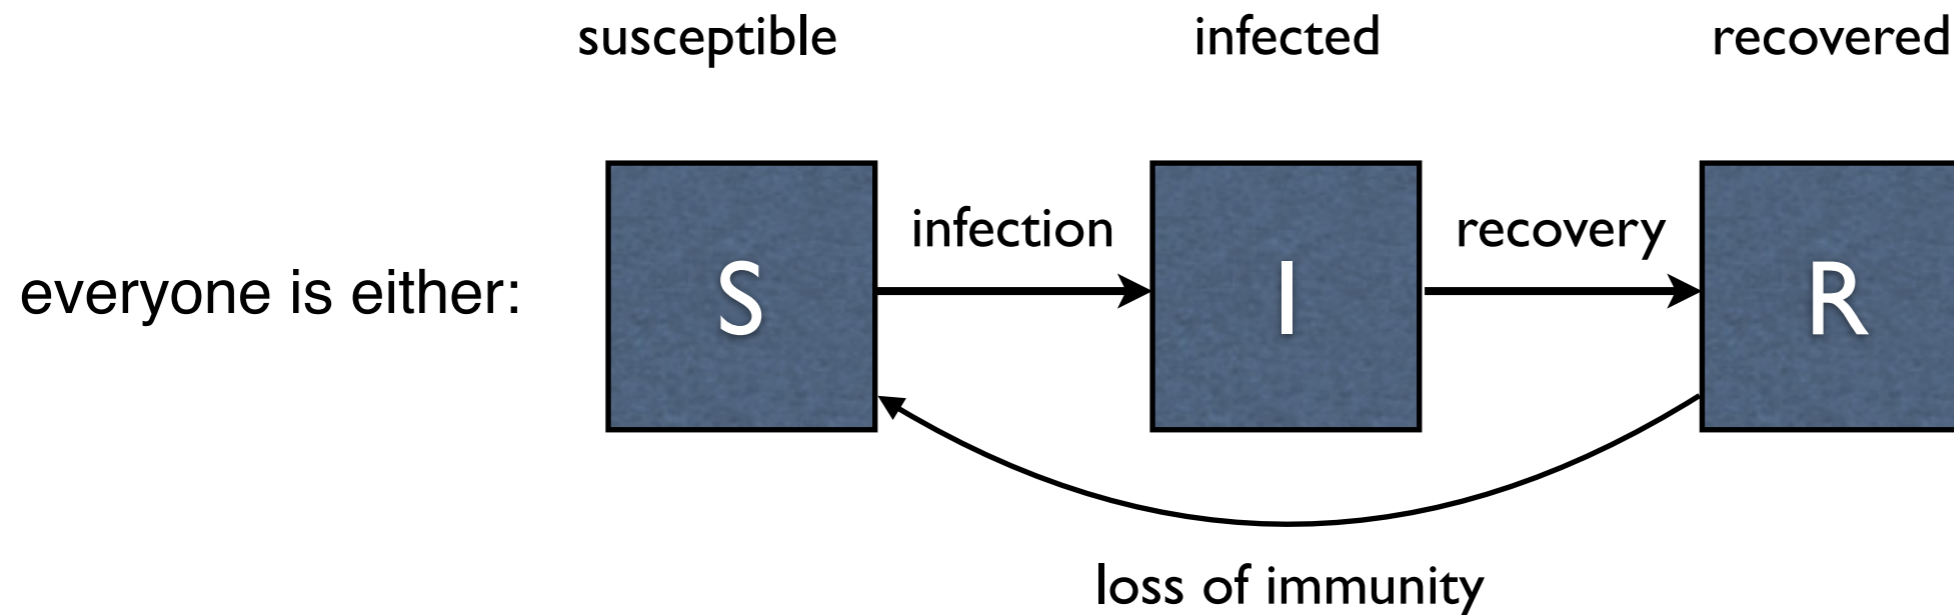 susceptible infected recovered
infection recovery
everyone is either: S I R
loss of immunity